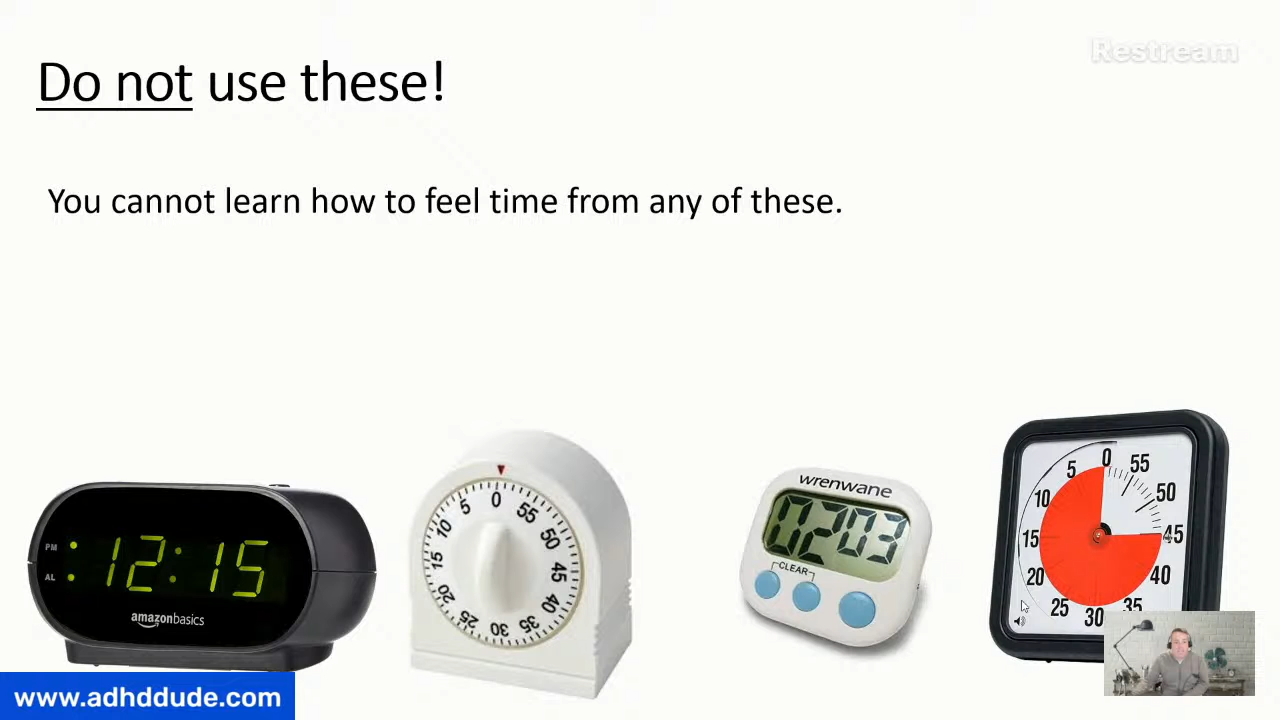 Restream
Do not use these!
You cannot learn how to feel time from any of these.
PM
AL
12:15
amazonbasics
0
55
50
45
40
35
30
25
20
15
10
5
wrenwane
0203
CLEAR
0
55
50
45
40
35
30
25
20
15
10
5
www.adhddude.com